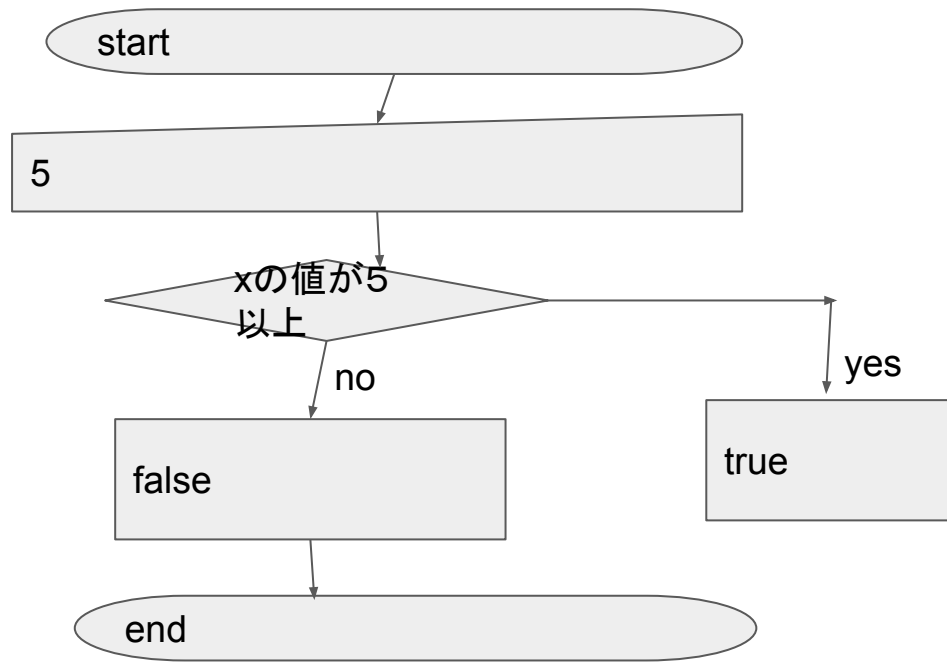 start
5
xの値が5
以上
no
yes
false
true
end